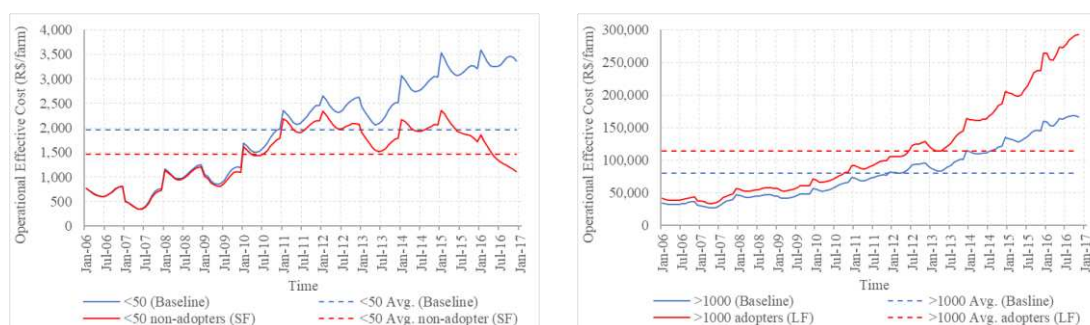 4,000
3,500
3,000
2,500
2,000
1,500
1,000
500
0
Operational Effective Cost (R$/farm)
Jan-06
Jul-06
Jan-07
Jul-07
Jan-08
Jul-08
Jan-09
Jul-09
Jan-10
Jul-10
Jan-11
Jul-11
Jan-12
Jul-12
Jan-13
Jul-13
Jan-14
Jul-14
Jan-15
Jul-15
Jan-16
Jul-16
Jan-17
Time
<50 (Baseline)
<50 Avg. (Baseline)
<50 non-adopters (SF)
<50 Avg. non-adopter (SF)
300,000
250,000
200,000
150,000
100,000
50,000
0
Operational Effective Cost (R$/farm)
Jan-06
Jul-06
Jan-07
Jul-07
Jan-08
Jul-08
Jan-09
Jul-09
Jan-10
Jul-10
Jan-11
Jul-11
Jan-12
Jul-12
Jan-13
Jul-13
Jan-14
Jul-14
Jan-15
Jul-15
Jan-16
Jul-16
Jan-17
Time
>1000 (Baseline)
>1000 Avg. (Basline)
>1000 adopters (LF)
>1000 Avg. adopters (LF)